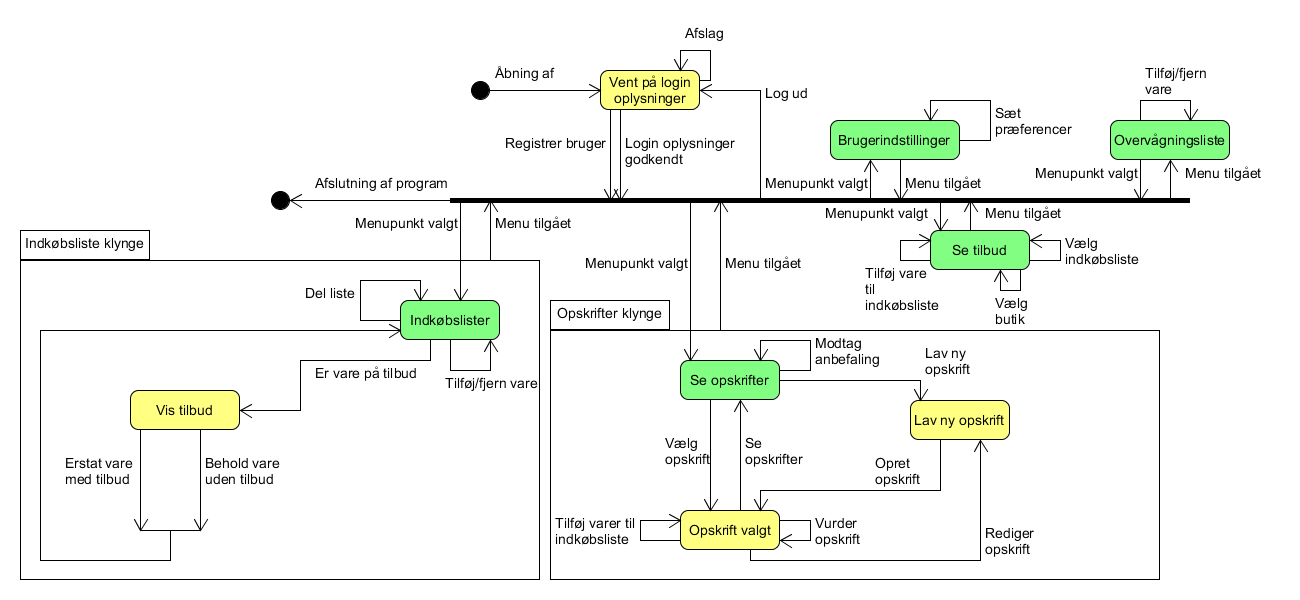 Afslag
Åbning af
Vent på login
oplysninger
Log ud
Tilføj/fjern
vare
Sæt
præferencer
Brugerindstillinger
Overvågningsliste
Registrer bruger
Login oplysninger
godkendt
Afslutning af program
Menupunkt valgt
Menu tilgået
Menupunkt valgt
Menu tilgået
Menupunkt valgt
Menu tilgået
Menupunkt valgt
Menu tilgået
Indkøbsliste klynge
Se tilbud
Vælg
indkøbsliste
Menupunkt valgt
Menu tilgået
Tilføj vare
til
indkøbsliste
Vælg
butik
Del liste
Indkøbslister
Opskrifter klynge
Er vare på tilbud
Tilføj/fjern vare
Modtag
anbefaling
Lav ny
opskrift
Se opskrifter
Vis tilbud
Lav ny opskrift
Erstat vare
med tilbud
Behold vare
uden tilbud
Vælg
opskrift
Se
opskrifter
Opret
opskrift
Tilføj varer til
indkøbsliste
Opskrift valgt
Vurder
opskrift
Rediger
opskrift